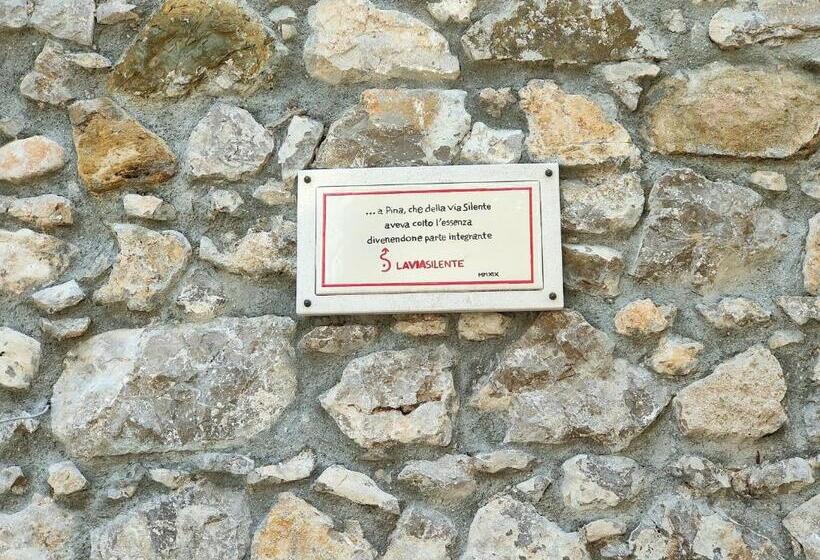 ... a Pina, che della Via Silente
aveva colto l'essenza
divenendone parte integrante
LAVIASILENTE
MMXIX